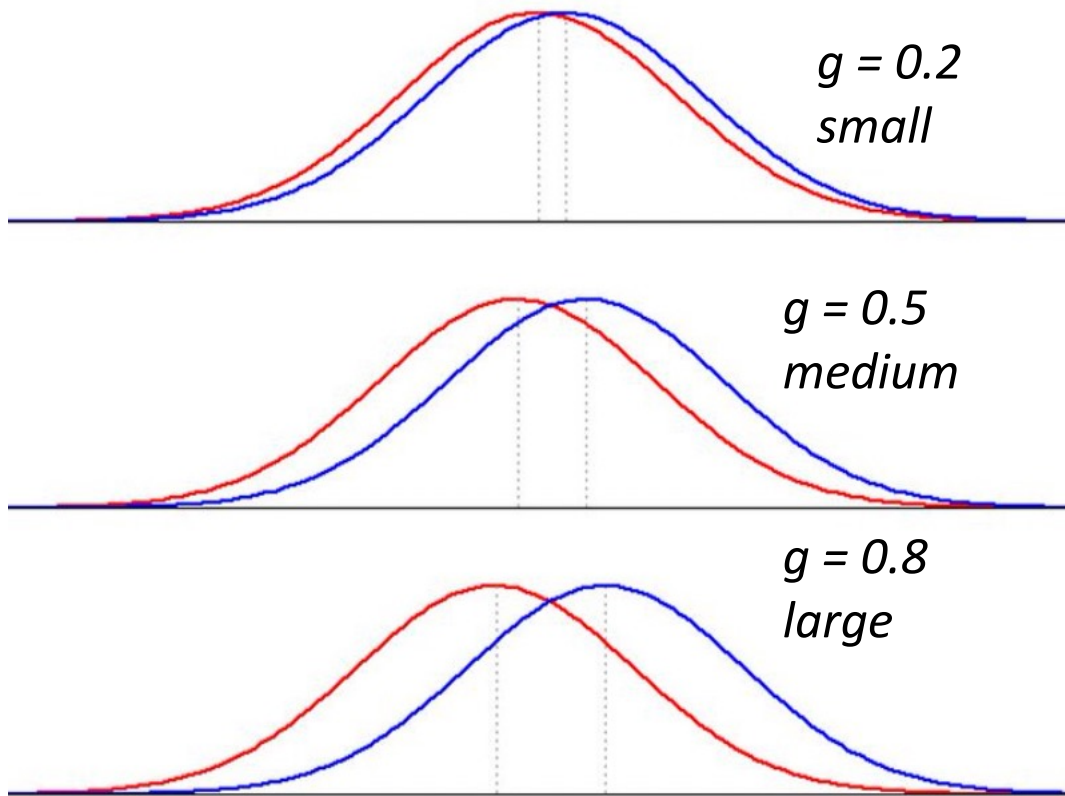 g = 0.2
small
g = 0.5
medium
g = 0.8
large